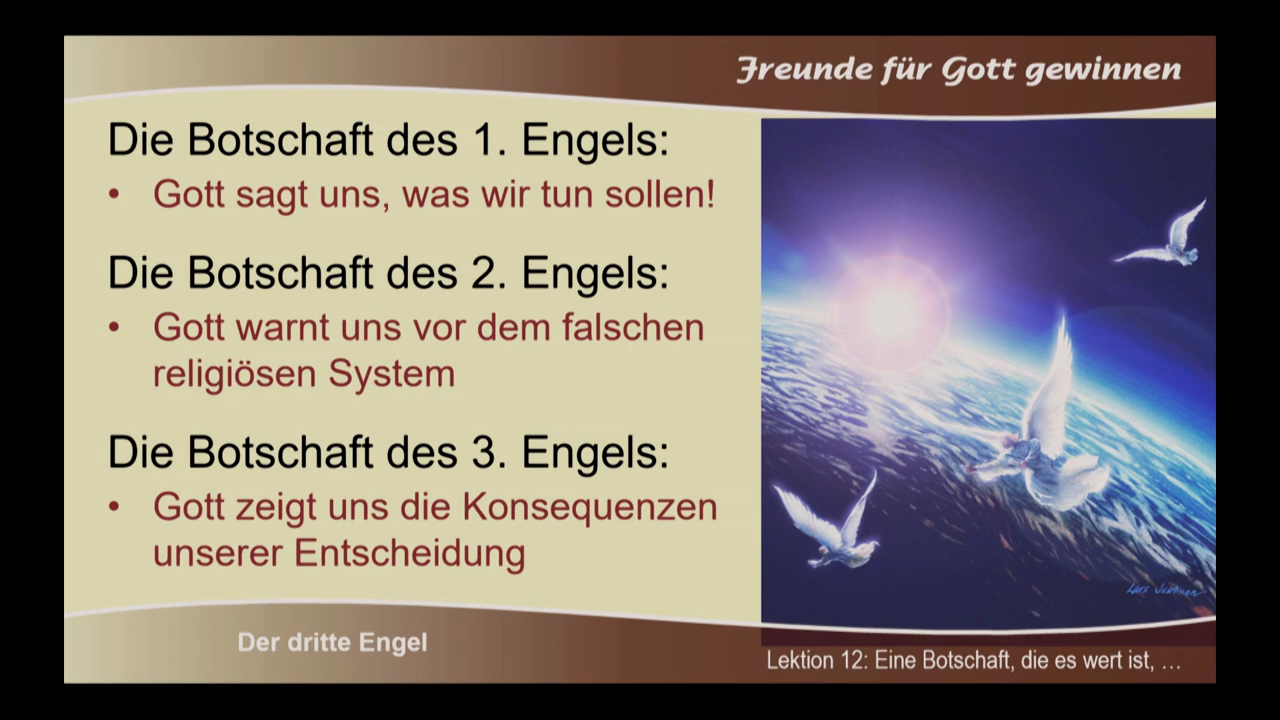 Freunde für Gott gewinnen
Die Botschaft des 1. Engels:
• Gott sagt uns, was wir tun sollen!
Die Botschaft des 2. Engels:
• Gott warnt uns vor dem falschen
religiösen System
Die Botschaft des 3. Engels:
• Gott zeigt uns die Konsequenzen
unserer Entscheidung
Der dritte Engel
Lektion 12: Eine Botschaft, die es wert ist, …